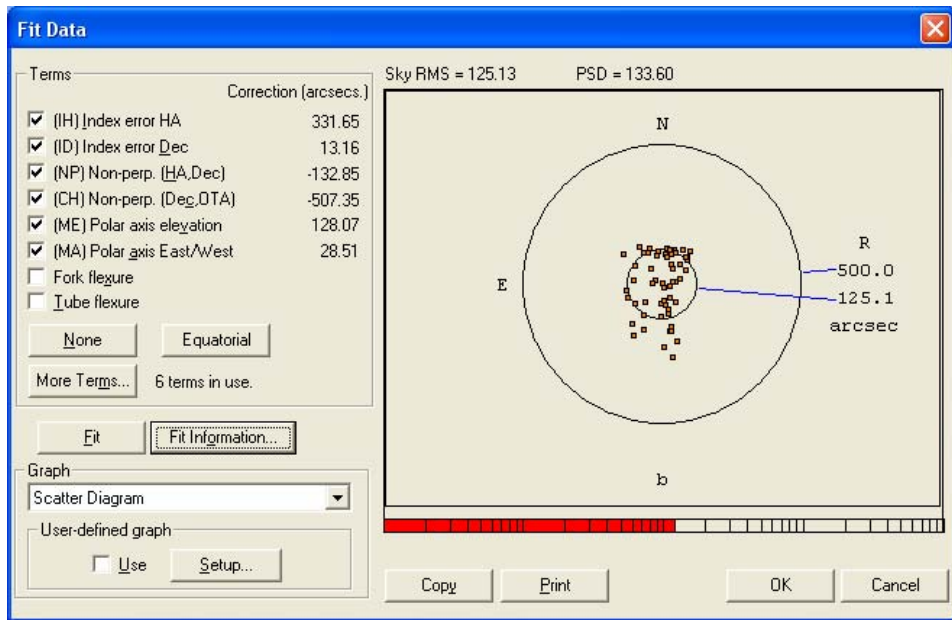 Fit Data
Terms
Correction (arcsecs.)
(IH) Index error HA 331.65
(ID) Index error Dec 13.16
(NP) Non-perp. (HA,Dec) -132.85
(CH) Non-perp. (Dec,OTA) -507.35
(ME) Polar axis elevation 128.07
(MA) Polar axis East/West 28.51
Fork flexure
Tube flexure
None Equatorial
More Terms... 6 terms in use.
Fit Fit Information...
Graph
Scatter Diagram
User-defined graph
Use Setup...
Sky RMS = 125.13 PSD = 133.60
N
R
E 500.0
125.1
arcsec
b
Copy Print OK Cancel